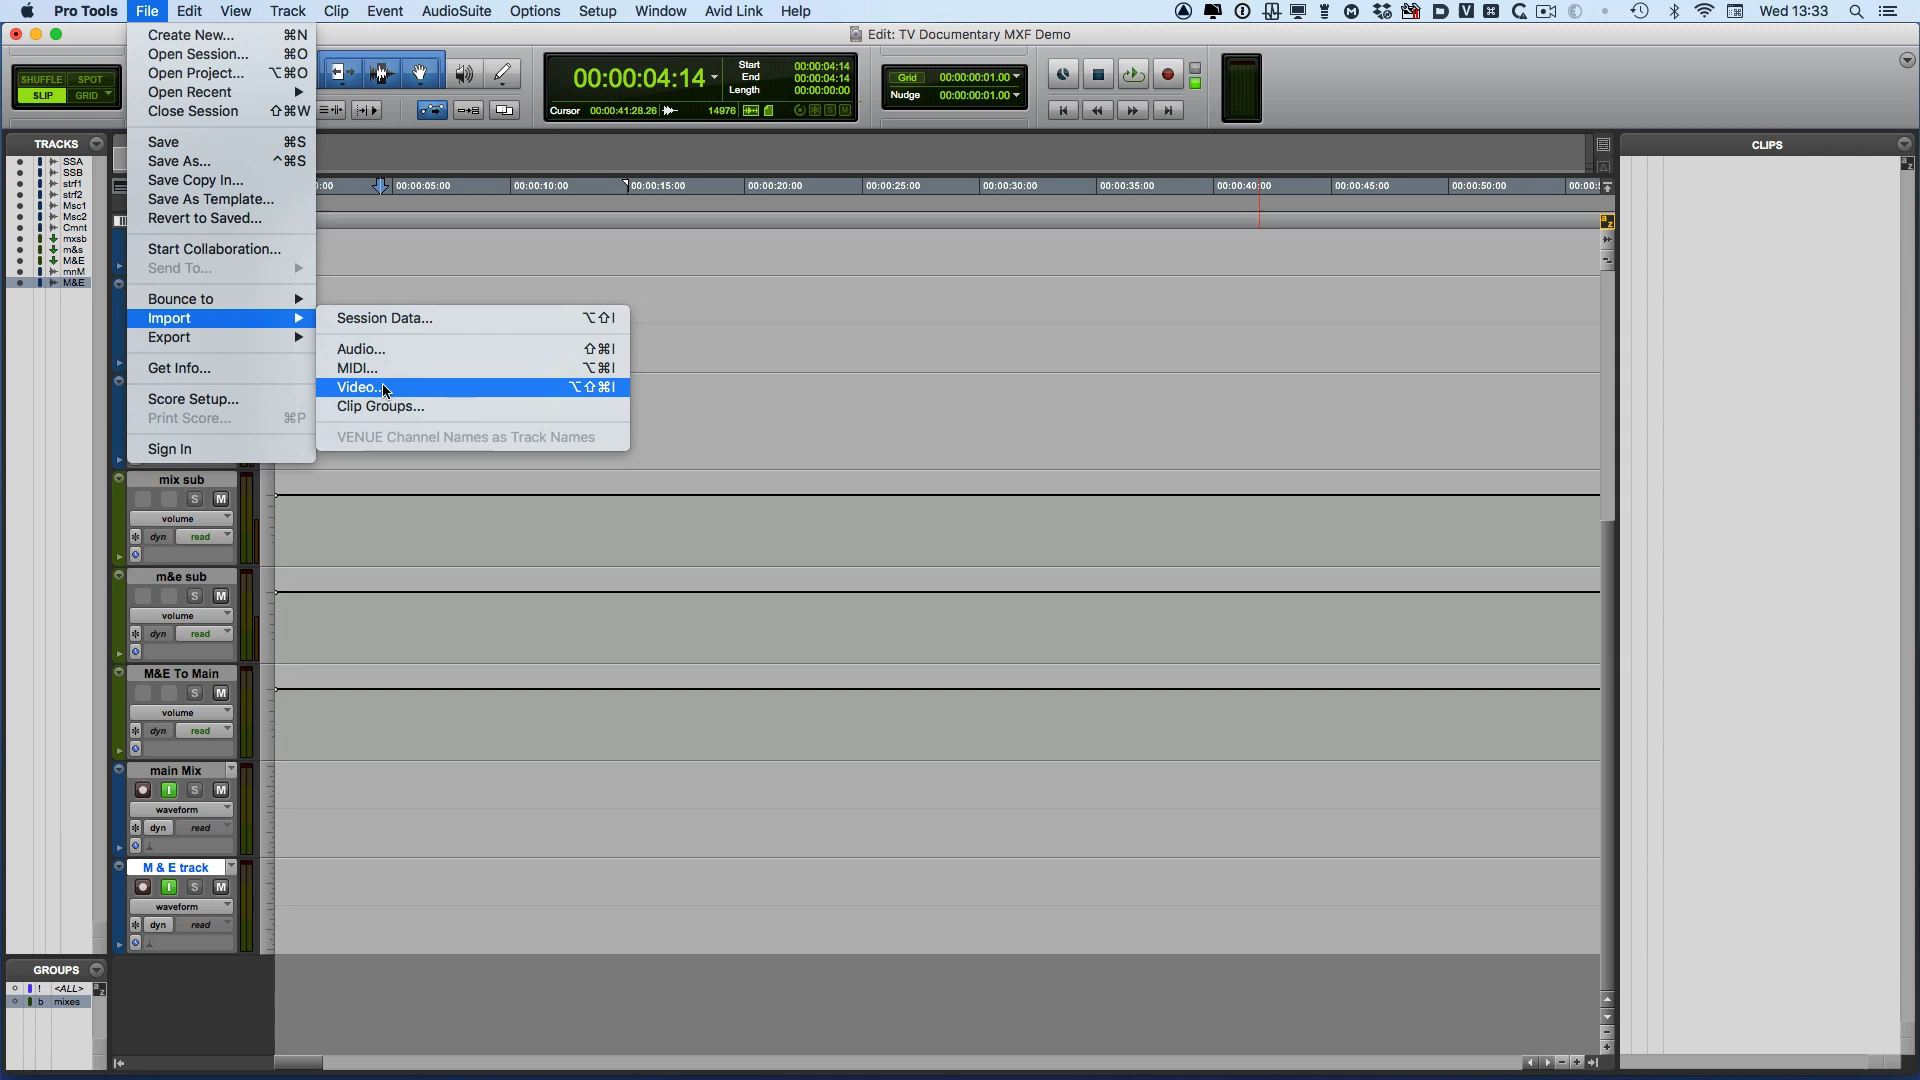 Pro Tools File Edit View Track Clip Event AudioSuite Options Setup Window Avid Link Help
Wed 13:33
Edit: TV Documentary MXF Demo
SHUFFLE SPOT
SLIP GRID
00:00:04:14
Start 00:00:04:14
End 00:00:04:14
Length 00:00:00:00
Cursor 00:00:41:28.26 14976
Grid 00:00:00:01.00
Nudge 00:00:00:01.00
Create New... ⌘N
Open Session... ⌘O
Open Project... ⌥⌘O
Open Recent ▶
Close Session ⇧⌘W
Save ⌘S
Save As... ^⌘S
Save Copy In...
Save As Template...
Revert to Saved...
Start Collaboration...
Send To... ▶
Bounce to ▶
Import ▶
Export ▶
Get Info...
Score Setup...
Print Score... ⌘P
Sign In
Session Data... ⌥⇧I
Audio... ⇧⌘I
MIDI... ⌥⌘I
Video... ⌥⇧⌘I
Clip Groups...
VENUE Channel Names as Track Names
TRACKS
SSA
SSB
strf1
strf2
Msc1
Msc2
Cmnt
mxsb
m&s
M&E
mnM
M&E
0:00 00:00:05:00 00:00:10:00 00:00:15:00 00:00:20:00 00:00:25:00 00:00:30:00 00:00:35:00 00:00:40:00 00:00:45:00 00:00:50:00 00:00:
CLIPS
mix sub
S M
volume
dyn read
m&e sub
S M
volume
dyn read
M&E To Main
S M
volume
dyn read
main Mix
I S M
waveform
dyn read
M & E track
I S M
waveform
dyn read
GROUPS
! <ALL>
b mixes